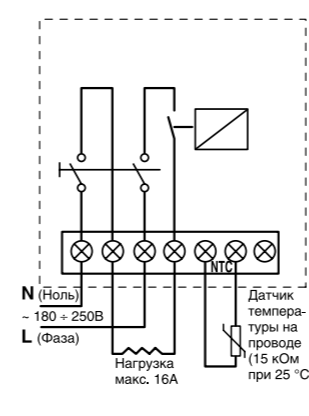 NTC
N (Ноль)
~ 180 ÷ 250В
L (Фаза)
Нагрузка
макс. 16А
Датчик
темпера-
туры на
проводе
(15 кОм
при 25 °С